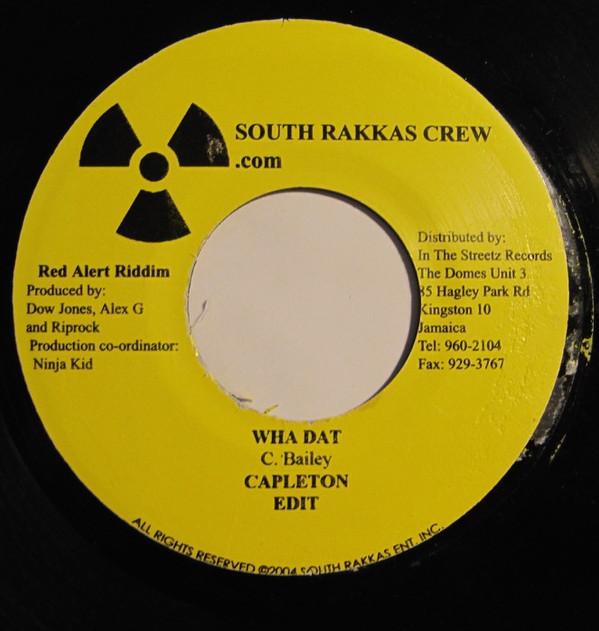 SOUTH RAKKAS CREW
.com
Red Alert Riddim
Produced by:
Dow Jones, Alex G
and Riprock
Production co-ordinator:
Ninja Kid
Distributed by:
In The Streetz Records
The Domes Unit 3
85 Hagley Park Rd
Kingston 10
Jamaica
Tel: 960-2104
Fax: 929-3767
WHA DAT
C. Bailey
CAPLETON
EDIT
ALL RIGHTS RESERVED ©2004 SOUTH RAKKAS ENT. INC.